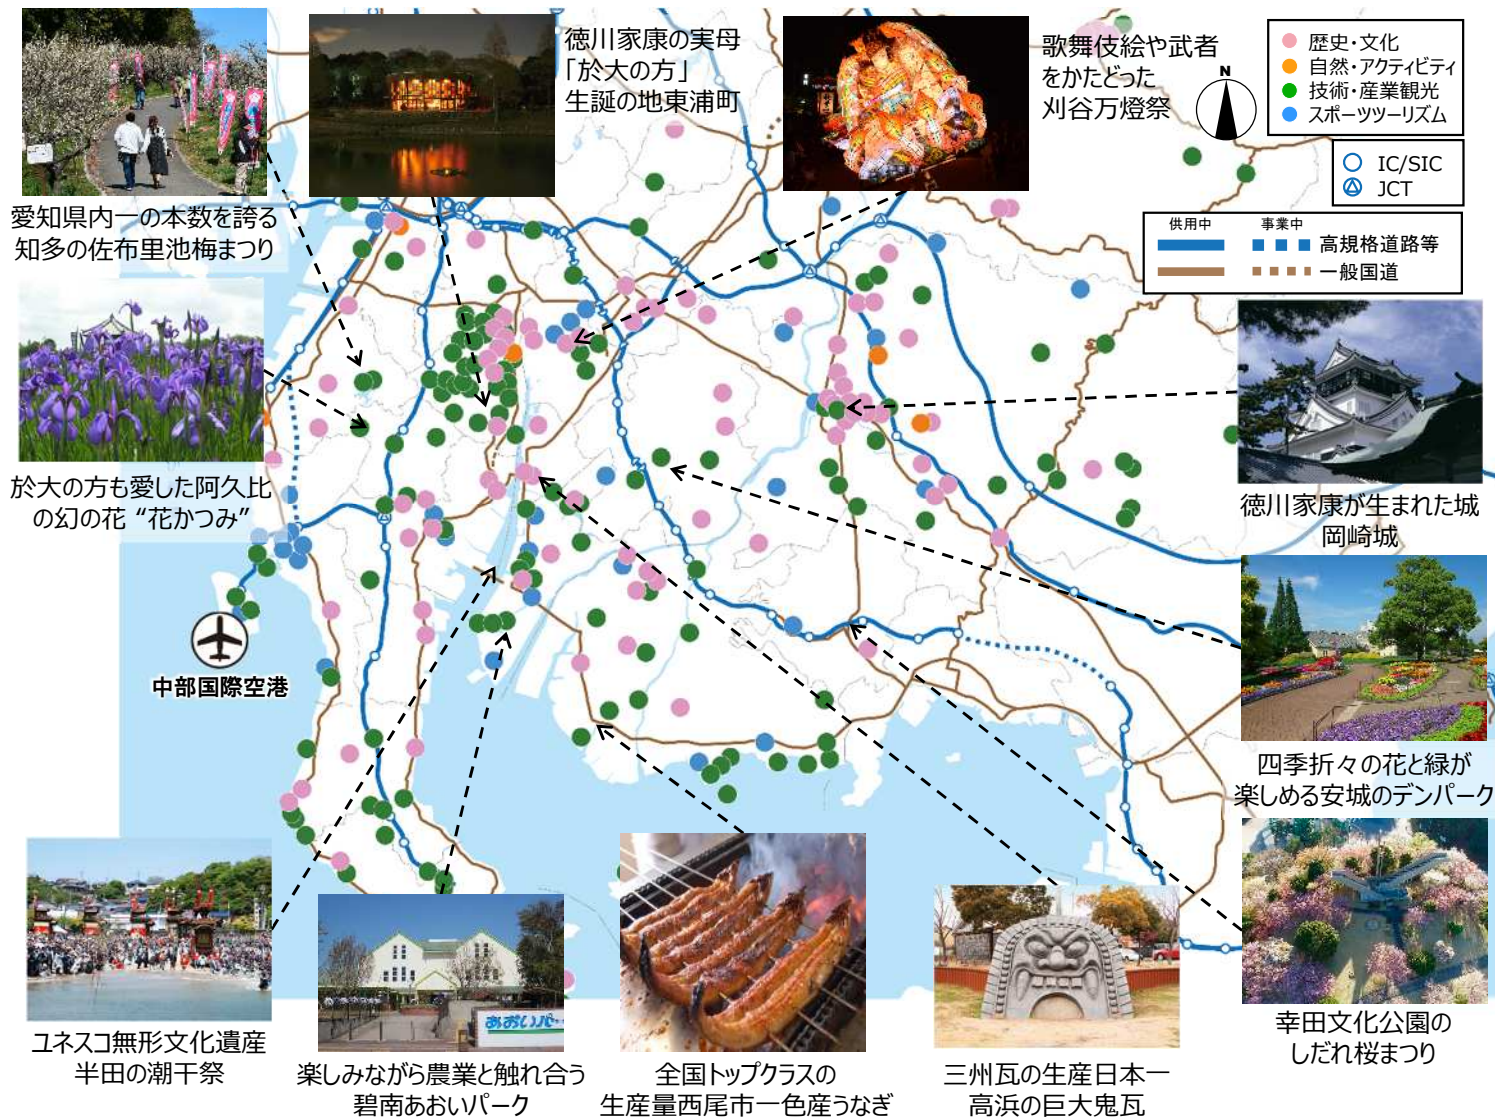 徳川家康の実母
「於大の方」
生誕の地東浦町
歌舞伎絵や武者
をかたどった
刈谷万燈祭
N
歴史・文化
自然・アクティビティ
技術・産業観光
スポーツツーリズム
IC/SIC
JCT
供用中 事業中
高規格道路等
一般国道
愛知県内一の本数を誇る
知多の佐布里池梅まつり
於大の方も愛した阿久比
の幻の花 “花かつみ”
徳川家康が生まれた城
岡崎城
中部国際空港
四季折々の花と緑が
楽しめる安城のデンパーク
あおいパーク
ユネスコ無形文化遺産
半田の潮干祭
楽しみながら農業と触れ合う
碧南あおいパーク
全国トップクラスの
生産量西尾市一色産うなぎ
三州瓦の生産日本一
高浜の巨大鬼瓦
幸田文化公園の
しだれ桜まつり